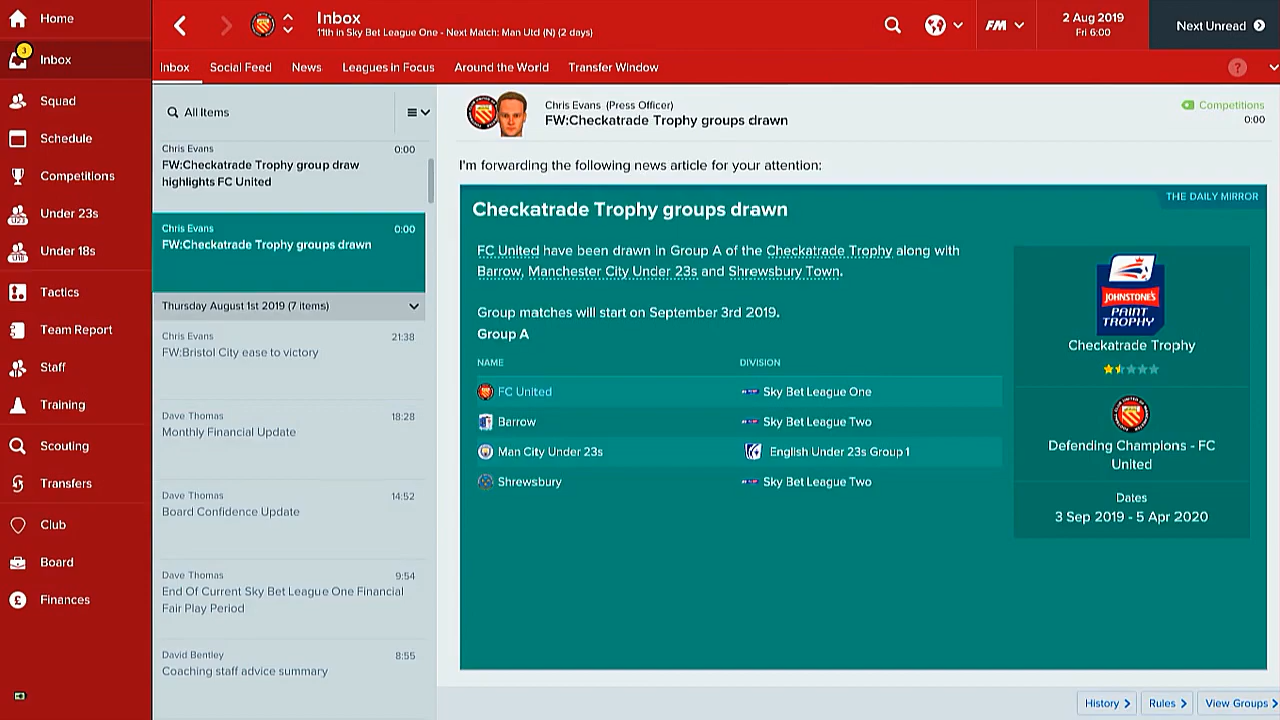 Home
Inbox
3
Squad
Schedule
Competitions
Under 23s
Under 18s
Tactics
Team Report
Staff
Training
Scouting
Transfers
Club
Board
Finances
Inbox
11th in Sky Bet League One - Next Match: Man Utd (N) (2 days)
FM
2 Aug 2019
Fri 6:00
Next Unread
Inbox Social Feed News Leagues in Focus Around the World Transfer Window
?
All Items
Chris Evans 0:00
FW:Checkatrade Trophy group draw
highlights FC United
Chris Evans 0:00
FW:Checkatrade Trophy groups drawn
Thursday August 1st 2019 (7 items)
Chris Evans 21:38
FW:Bristol City ease to victory
Dave Thomas 18:28
Monthly Financial Update
Dave Thomas 14:52
Board Confidence Update
Dave Thomas 9:54
End Of Current Sky Bet League One Financial
Fair Play Period
David Bentley 8:55
Coaching staff advice summary
Chris Evans (Press Officer)
FW:Checkatrade Trophy groups drawn
Competitions
0:00
I'm forwarding the following news article for your attention:
THE DAILY MIRROR
Checkatrade Trophy groups drawn
FC United have been drawn in Group A of the Checkatrade Trophy along with
Barrow, Manchester City Under 23s and Shrewsbury Town.
Group matches will start on September 3rd 2019.
Group A
NAME DIVISION
FC United Sky Bet League One
Barrow Sky Bet League Two
Man City Under 23s English Under 23s Group 1
Shrewsbury Sky Bet League Two
JOHNSTONE'S
PAINT
TROPHY
Checkatrade Trophy
Defending Champions - FC
United
Dates
3 Sep 2019 - 5 Apr 2020
History
Rules
View Groups